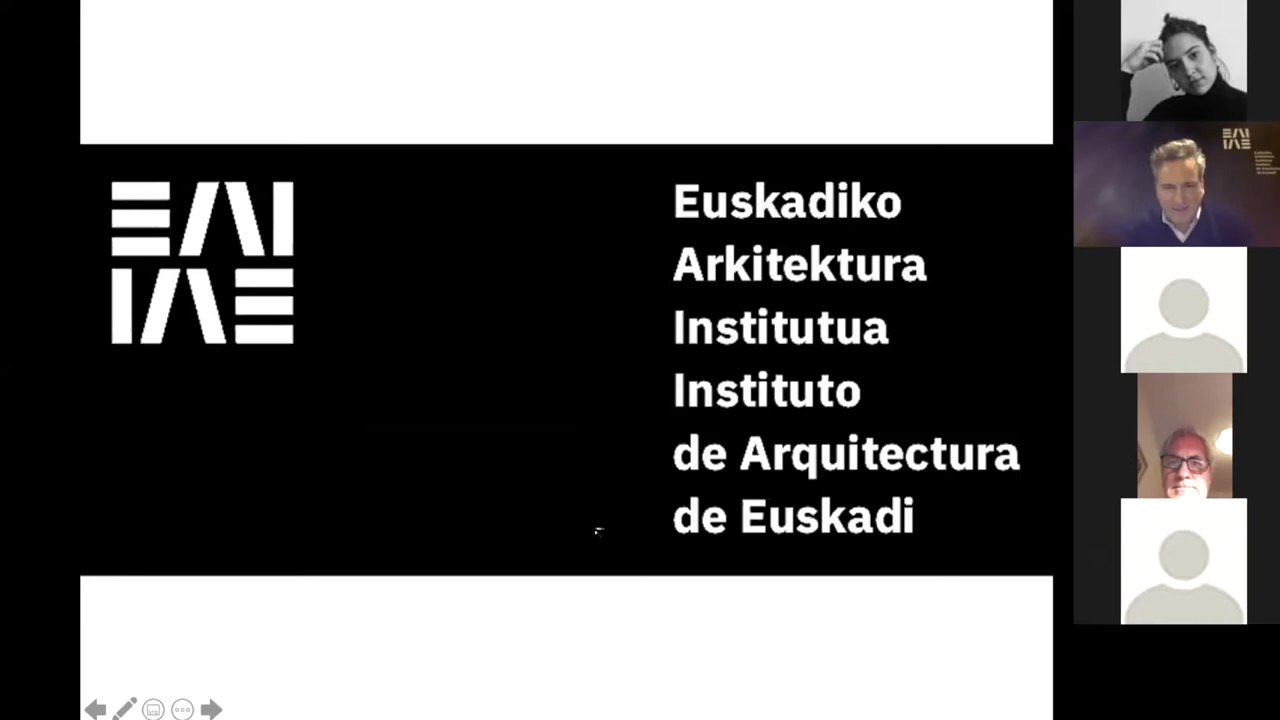 EAI
IAE
Euskadiko
Arkitektura
Institutua
Instituto
de Arquitectura
de Euskadi